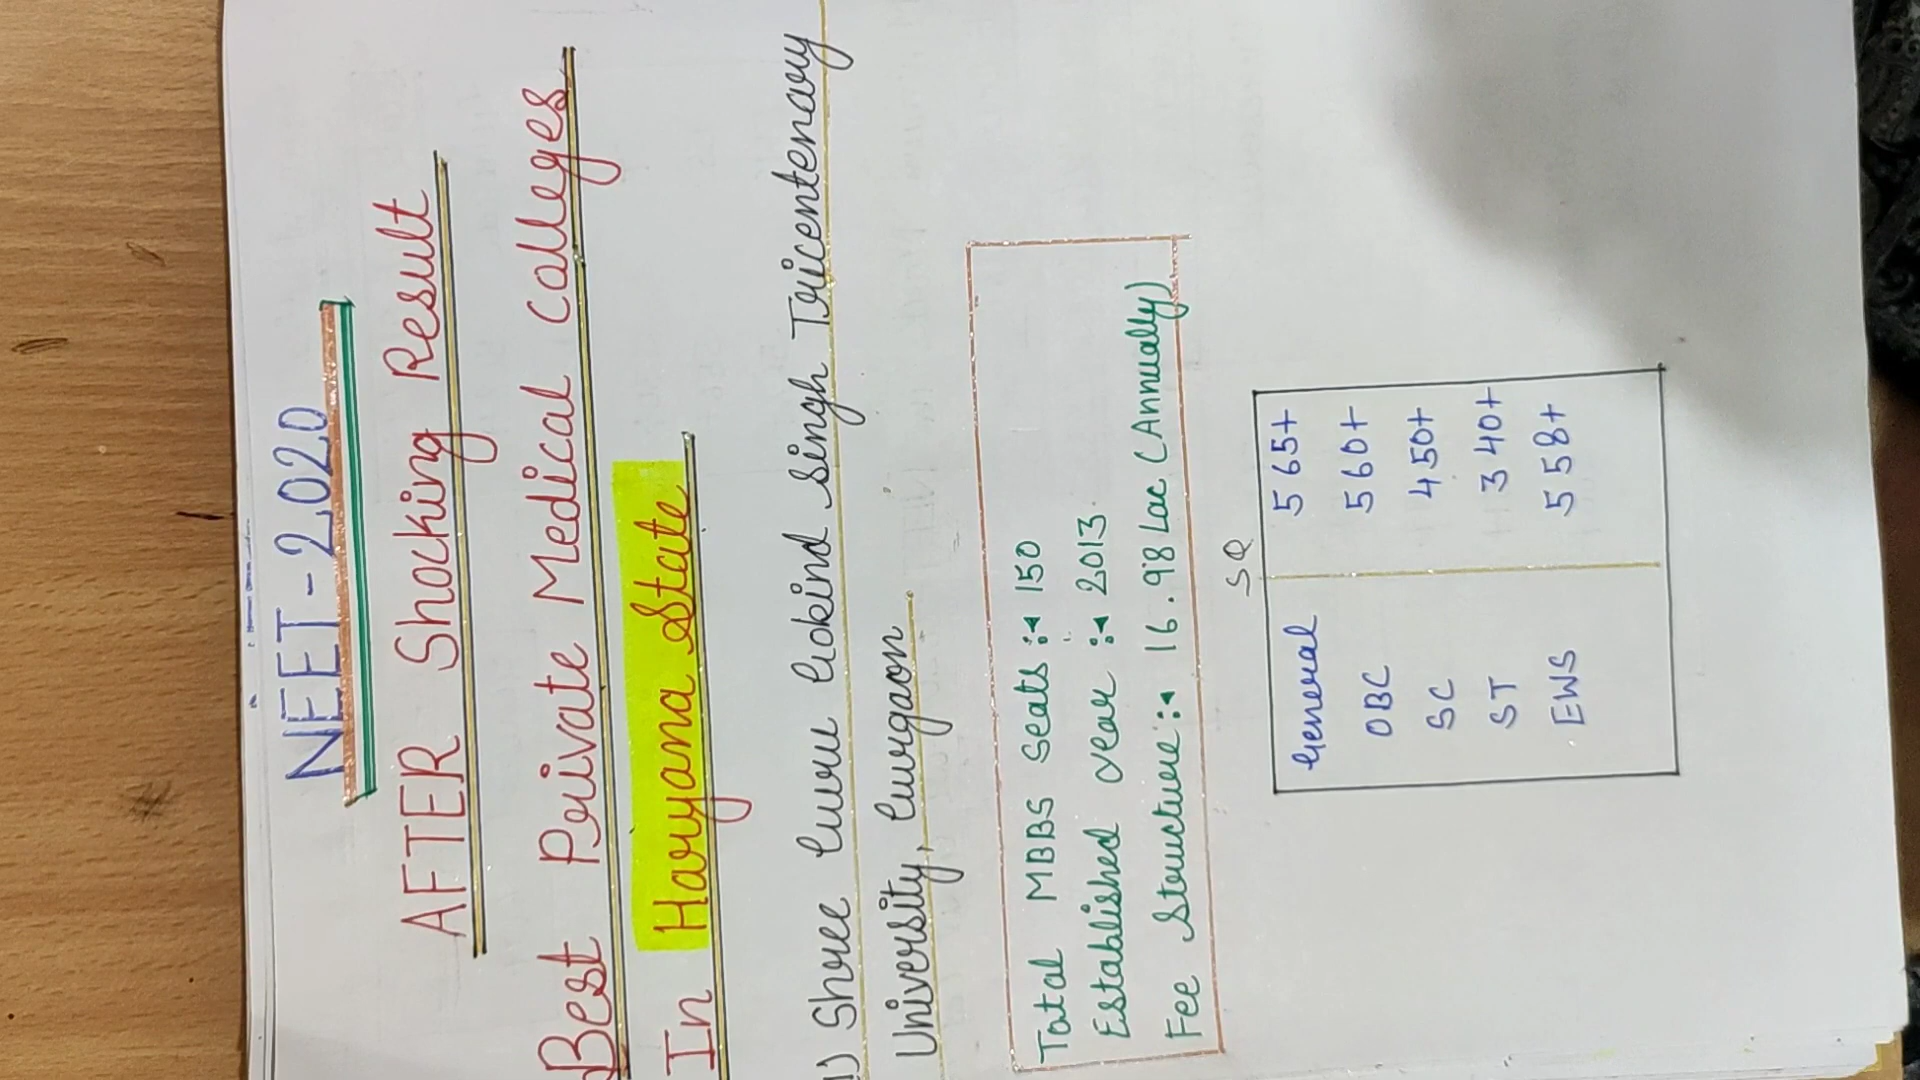 NEET-2020
AFTER Shocking Result
Best Private Medical Colleges
In Haryana State
1) Shree Guru Gokind Singh Tricentenary
University, Gurgaon.
Total MBBS Seats :→ 150
Established year :→ 2013.
Fee Structure :→ 16.98 Lac (Annually)
SQ
General 565+
OBC 560+
SC 450+
ST 340+
EWS 558+